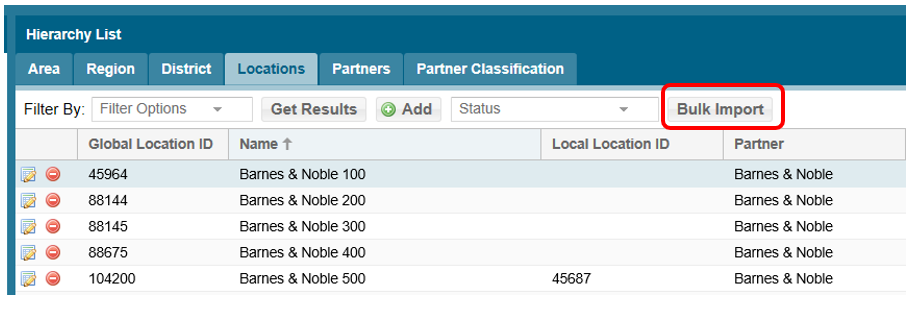 Hierarchy List
Area Region District Locations Partners Partner Classification
Filter By: Filter Options Get Results Add Status Bulk Import
Global Location ID Name Local Location ID Partner
45964 Barnes & Noble 100 Barnes & Noble
88144 Barnes & Noble 200 Barnes & Noble
88145 Barnes & Noble 300 Barnes & Noble
88675 Barnes & Noble 400 Barnes & Noble
104200 Barnes & Noble 500 45687 Barnes & Noble